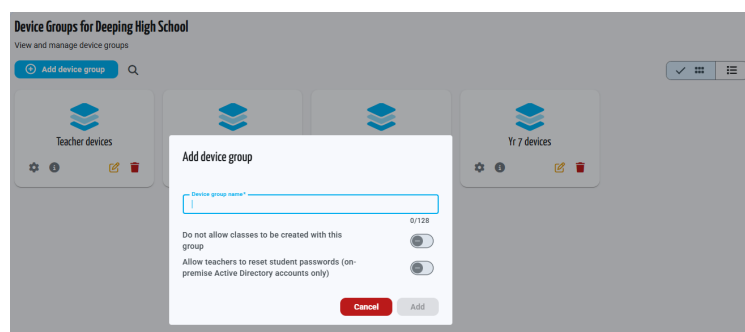 Device Groups for Deeping High School
View and manage device groups
Add device group
Teacher devices
Yr 7 devices
Add device group
Device group name*
0/128
Do not allow classes to be created with this
group
Allow teachers to reset student passwords (on-
premise Active Directory accounts only)
Cancel
Add